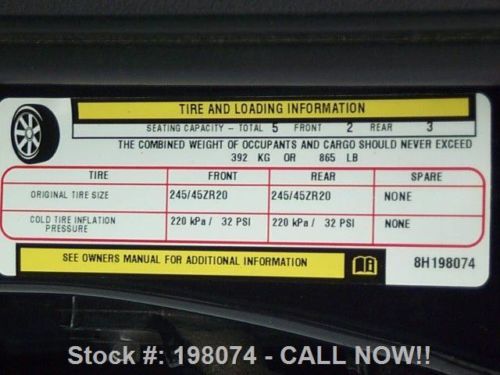 TIRE AND LOADING INFORMATION
SEATING CAPACITY - TOTAL 5 FRONT 2 REAR 3
THE COMBINED WEIGHT OF OCCUPANTS AND CARGO SHOULD NEVER EXCEED
392 KG OR 865 LB
TIRE FRONT REAR SPARE
ORIGINAL TIRE SIZE 245/45ZR20 245/45ZR20 NONE
COLD TIRE INFLATION PRESSURE 220 kPa / 32 PSI 220 kPa / 32 PSI NONE
SEE OWNERS MANUAL FOR ADDITIONAL INFORMATION 8H198074
Stock #: 198074 - CALL NOW!!